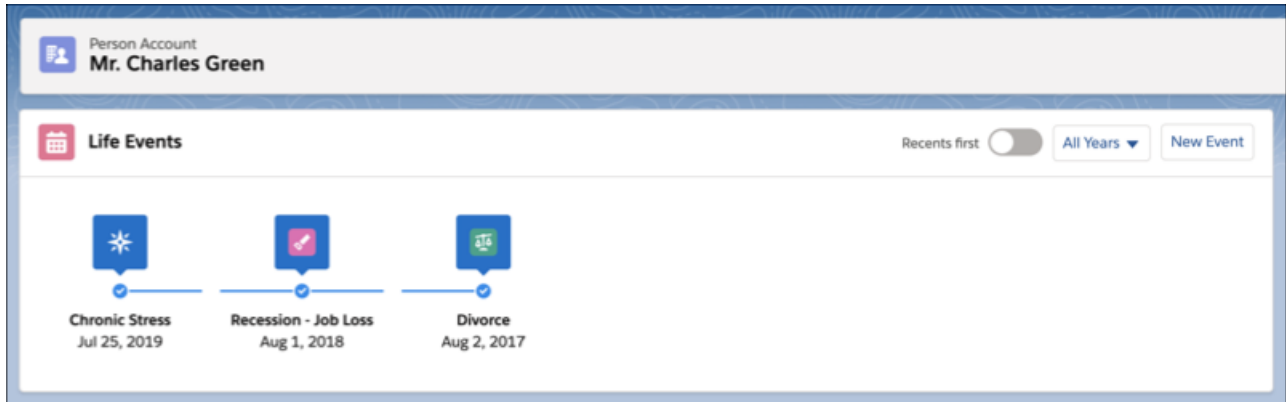 Person Account
Mr. Charles Green
Life Events
Recents first
All Years
New Event
Chronic Stress
Jul 25, 2019
Recession - Job Loss
Aug 1, 2018
Divorce
Aug 2, 2017